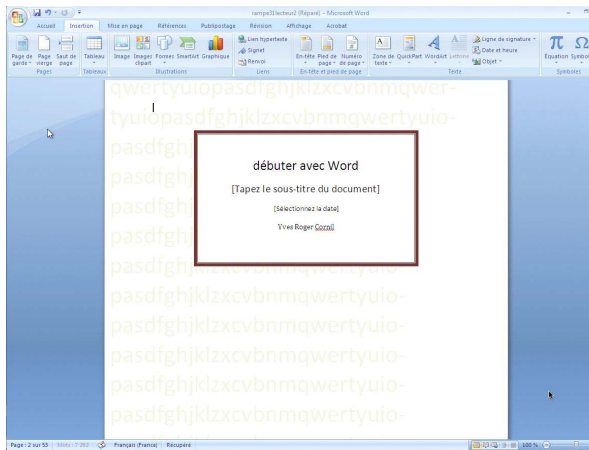 rampe31lecteur2 (Réparé) - Microsoft Word
Accueil Insertion Mise en page Références Publipostage Révision Affichage Acrobat
Page de garde Page vierge Saut de page
Tableau
Image Images clipart Formes SmartArt Graphique
Lien hypertexte
Signet
Renvoi
En-tête Pied de page Numéro de page
Zone de texte QuickPart WordArt Lettrine
Ligne de signature
Date et heure
Objet
Equation Symbol
Pages Tableaux Illustrations Liens En-tête et pied de page Texte Symboles
qwertyuiopasdfghjklzxcvbnmqwer-
tyuiopasdfghjklzxcvbnmqwertyuio-
pasdfghj
débuter avec Word
pasdfghj
[Tapez le sous-titre du document]
pasdfghj
[Sélectionnez la date]
pasdfghj
Yves Roger Cornil
pasdfghjklzxcvbnmqwertyuio-
pasdfghjklzxcvbnmqwertyuio-
pasdfghjklzxcvbnmqwertyuio-
pasdfghjklzxcvbnmqwertyuio-
pasdfghjklzxcvbnmqwertyuio-
pasdfghjklzxcvbnmqwertyuio-
Page : 2 sur 53 Français (France) Récupéré 100 %